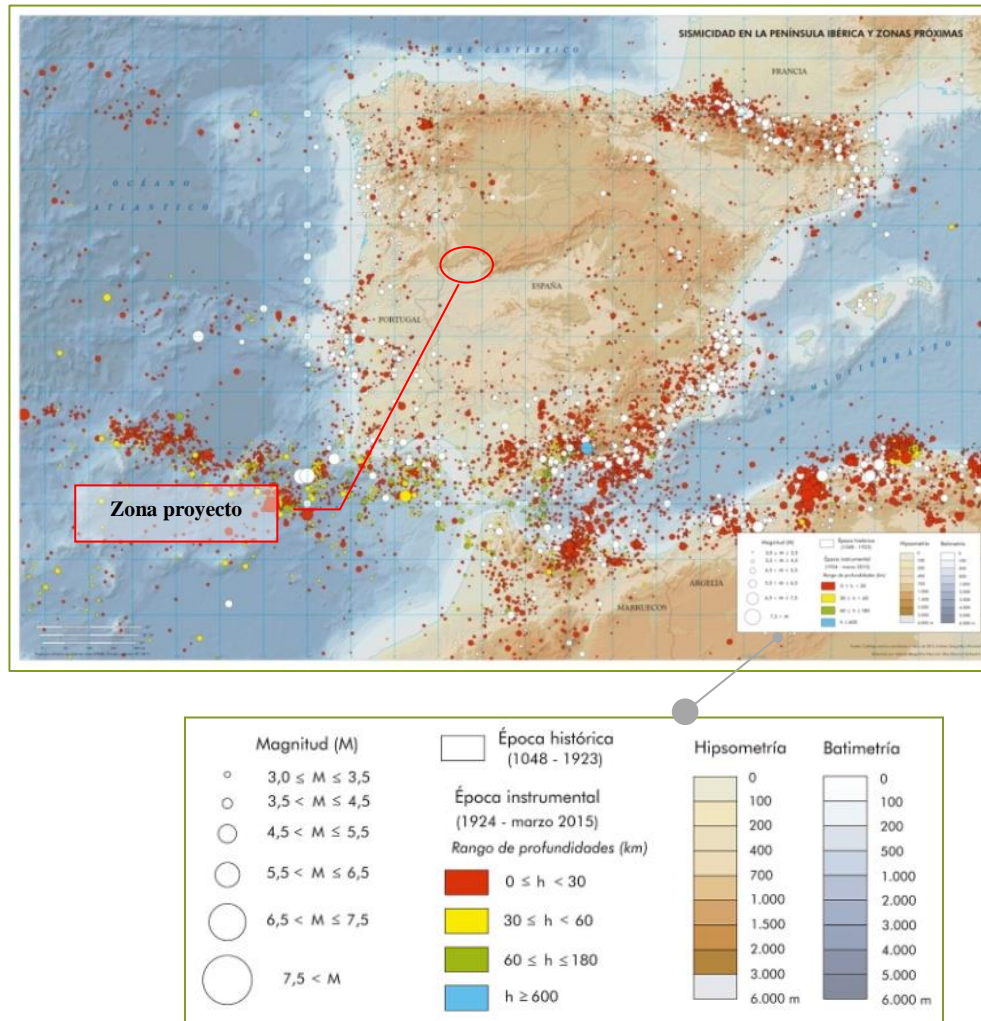 SISMICIDAD EN LA PENÍNSULA IBÉRICA Y ZONAS PRÓXIMAS
MAR CANTÁBRICO
FRANCIA
OCÉANO
ATLÁNTICO
ESPAÑA
PORTUGAL
MAR MEDITERRÁNEO
Zona proyecto
ARGELIA
MARRUECOS
Magnitud (M)
3,0 ≤ M ≤ 3,5
3,5 < M ≤ 4,5
4,5 < M ≤ 5,5
5,5 < M ≤ 6,5
6,5 < M ≤ 7,5
7,5 < M
Época histórica
(1048 - 1923)
Época instrumental
(1924 - marzo 2015)
Rango de profundidades (km)
0 ≤ h < 30
30 ≤ h < 60
60 ≤ h ≤ 180
h ≥ 600
Hipsometría
0
100
200
400
700
1.000
1.500
2.000
3.000
6.000 m
Batimetría
0
100
200
500
1.000
2.000
3.000
4.000
5.000
6.000 m